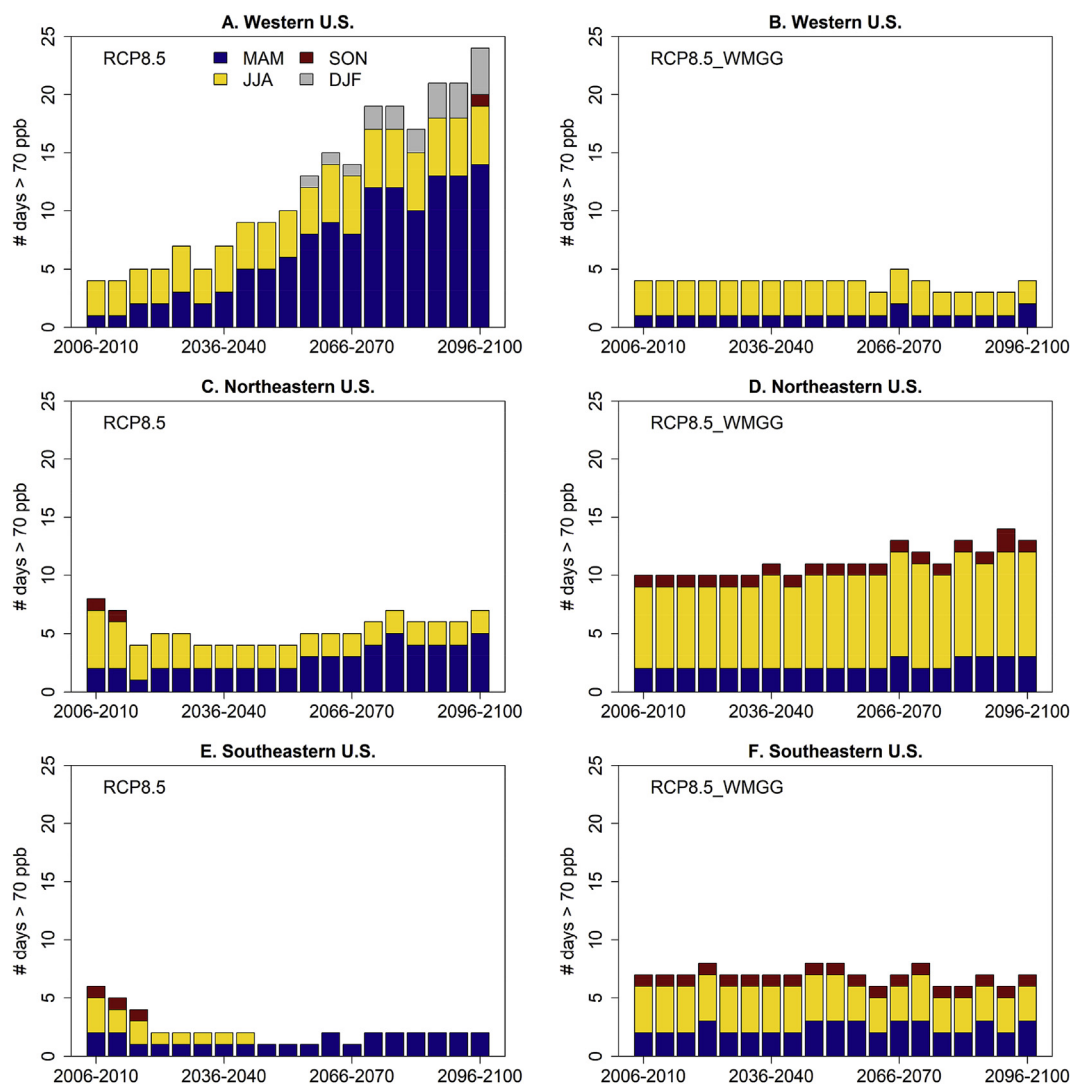 A. Western U.S.
RCP8.5
MAM
SON
JJA
DJF
# days > 70 ppb
0
5
10
15
20
25
2006-2010
2036-2040
2066-2070
2096-2100
B. Western U.S.
RCP8.5_WMGG
# days > 70 ppb
0
5
10
15
20
25
2006-2010
2036-2040
2066-2070
2096-2100
C. Northeastern U.S.
RCP8.5
# days > 70 ppb
0
5
10
15
20
25
2006-2010
2036-2040
2066-2070
2096-2100
D. Northeastern U.S.
RCP8.5_WMGG
# days > 70 ppb
0
5
10
15
20
25
2006-2010
2036-2040
2066-2070
2096-2100
E. Southeastern U.S.
RCP8.5
# days > 70 ppb
0
5
10
15
20
25
2006-2010
2036-2040
2066-2070
2096-2100
F. Southeastern U.S.
RCP8.5_WMGG
# days > 70 ppb
0
5
10
15
20
25
2006-2010
2036-2040
2066-2070
2096-2100